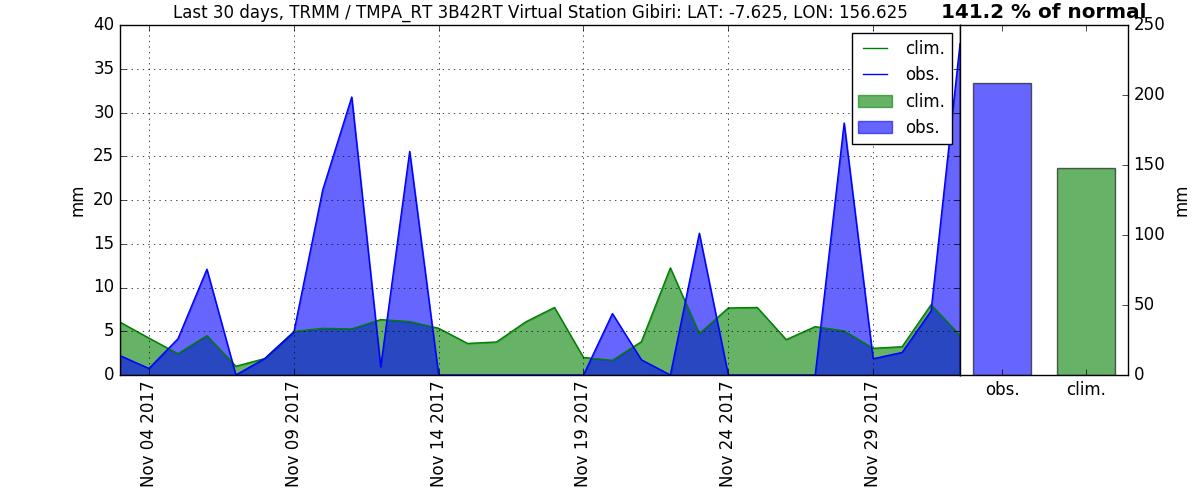 Last 30 days, TRMM / TMPA_RT 3B42RT Virtual Station Gibiri: LAT: -7.625, LON: 156.625
141.2 % of normal
40
35
30
25
20
15
10
5
0
mm
clim.
obs.
clim.
obs.
250
200
150
100
50
0
mm
obs.
clim.
Nov 04 2017
Nov 09 2017
Nov 14 2017
Nov 19 2017
Nov 24 2017
Nov 29 2017